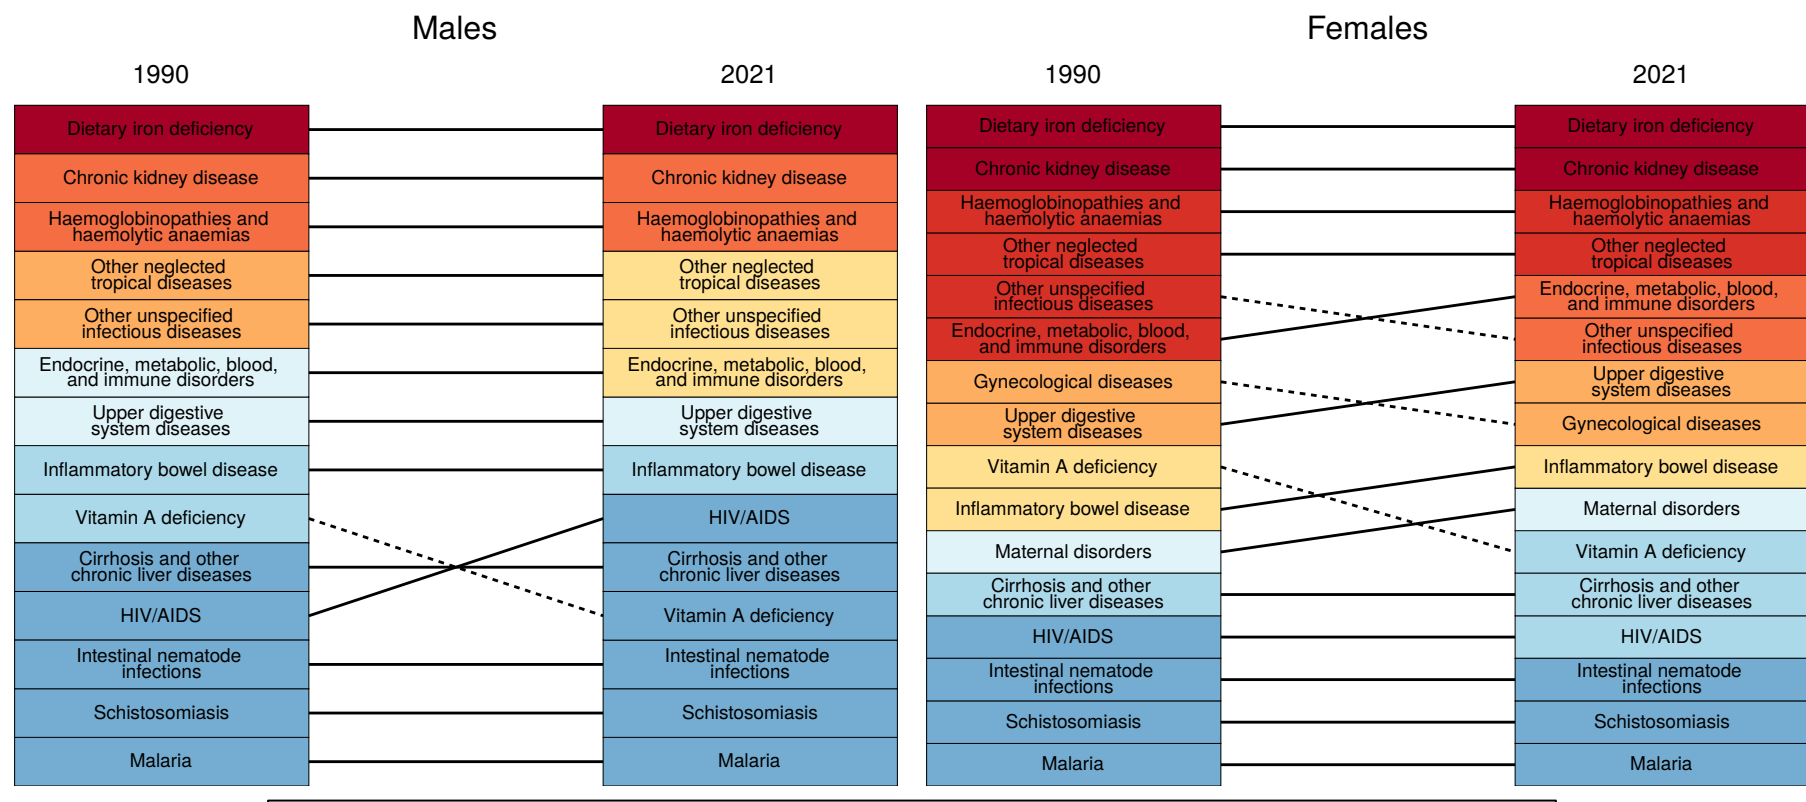 Males
1990
2021
Dietary iron deficiency
Chronic kidney disease
Haemoglobinopathies and
haemolytic anaemias
Other neglected
tropical diseases
Other unspecified
infectious diseases
Endocrine, metabolic, blood,
and immune disorders
Upper digestive
system diseases
Inflammatory bowel disease
Vitamin A deficiency
Cirrhosis and other
chronic liver diseases
HIV/AIDS
Intestinal nematode
infections
Schistosomiasis
Malaria
Dietary iron deficiency
Chronic kidney disease
Haemoglobinopathies and
haemolytic anaemias
Other neglected
tropical diseases
Other unspecified
infectious diseases
Endocrine, metabolic, blood,
and immune disorders
Upper digestive
system diseases
Inflammatory bowel disease
HIV/AIDS
Cirrhosis and other
chronic liver diseases
Vitamin A deficiency
Intestinal nematode
infections
Schistosomiasis
Malaria
Females
1990
2021
Dietary iron deficiency
Chronic kidney disease
Haemoglobinopathies and
haemolytic anaemias
Other neglected
tropical diseases
Other unspecified
infectious diseases
Endocrine, metabolic, blood,
and immune disorders
Gynecological diseases
Upper digestive
system diseases
Vitamin A deficiency
Inflammatory bowel disease
Maternal disorders
Cirrhosis and other
chronic liver diseases
HIV/AIDS
Intestinal nematode
infections
Schistosomiasis
Malaria
Dietary iron deficiency
Chronic kidney disease
Haemoglobinopathies and
haemolytic anaemias
Other neglected
tropical diseases
Endocrine, metabolic, blood,
and immune disorders
Other unspecified
infectious diseases
Upper digestive
system diseases
Gynecological diseases
Inflammatory bowel disease
Maternal disorders
Vitamin A deficiency
Cirrhosis and other
chronic liver diseases
HIV/AIDS
Intestinal nematode
infections
Schistosomiasis
Malaria